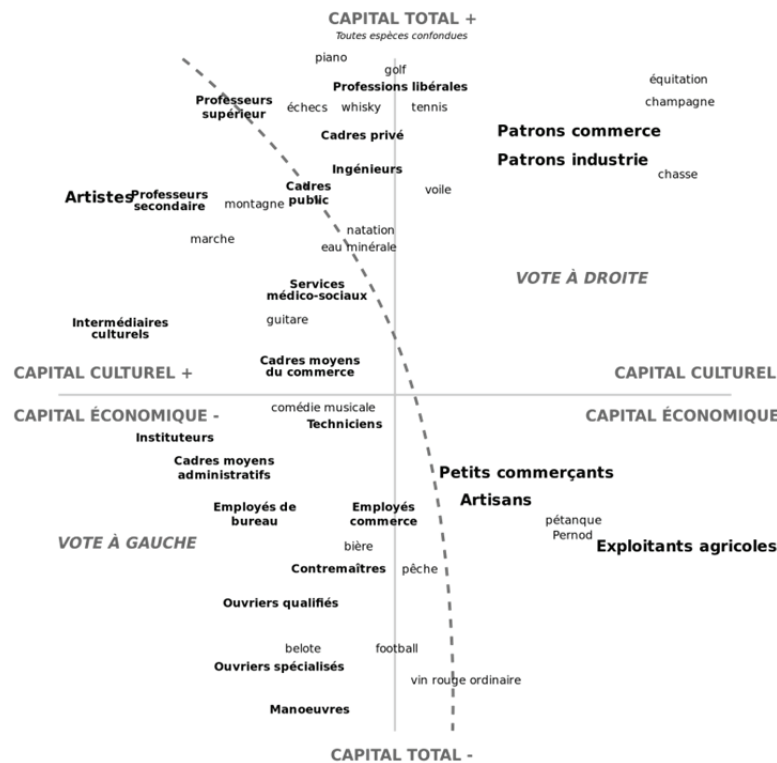 CAPITAL TOTAL +
Toutes espèces confondues
piano
golf
Professions libérales
équitation
Professeurs
supérieur
échecs
whisky
tennis
champagne
Cadres privé
Patrons commerce
Patrons industrie
Ingénieurs
chasse
Cadres
public
voile
Artistes
Professeurs
secondaire
montagne
natation
marche
eau minérale
VOTE À DROITE
Services
médico-sociaux
guitare
Intermédiaires
culturels
Cadres moyens
du commerce
CAPITAL CULTUREL +
CAPITAL CULTUREL
CAPITAL ÉCONOMIQUE -
CAPITAL ÉCONOMIQUE
comédie musicale
Techniciens
Instituteurs
Cadres moyens
administratifs
Petits commerçants
Artisans
Employés de
bureau
Employés
commerce
pétanque
Pernod
VOTE À GAUCHE
bière
Exploitants agricoles
Contremaîtres
pêche
Ouvriers qualifiés
belote
football
Ouvriers spécialisés
vin rouge ordinaire
Manoeuvres
CAPITAL TOTAL -